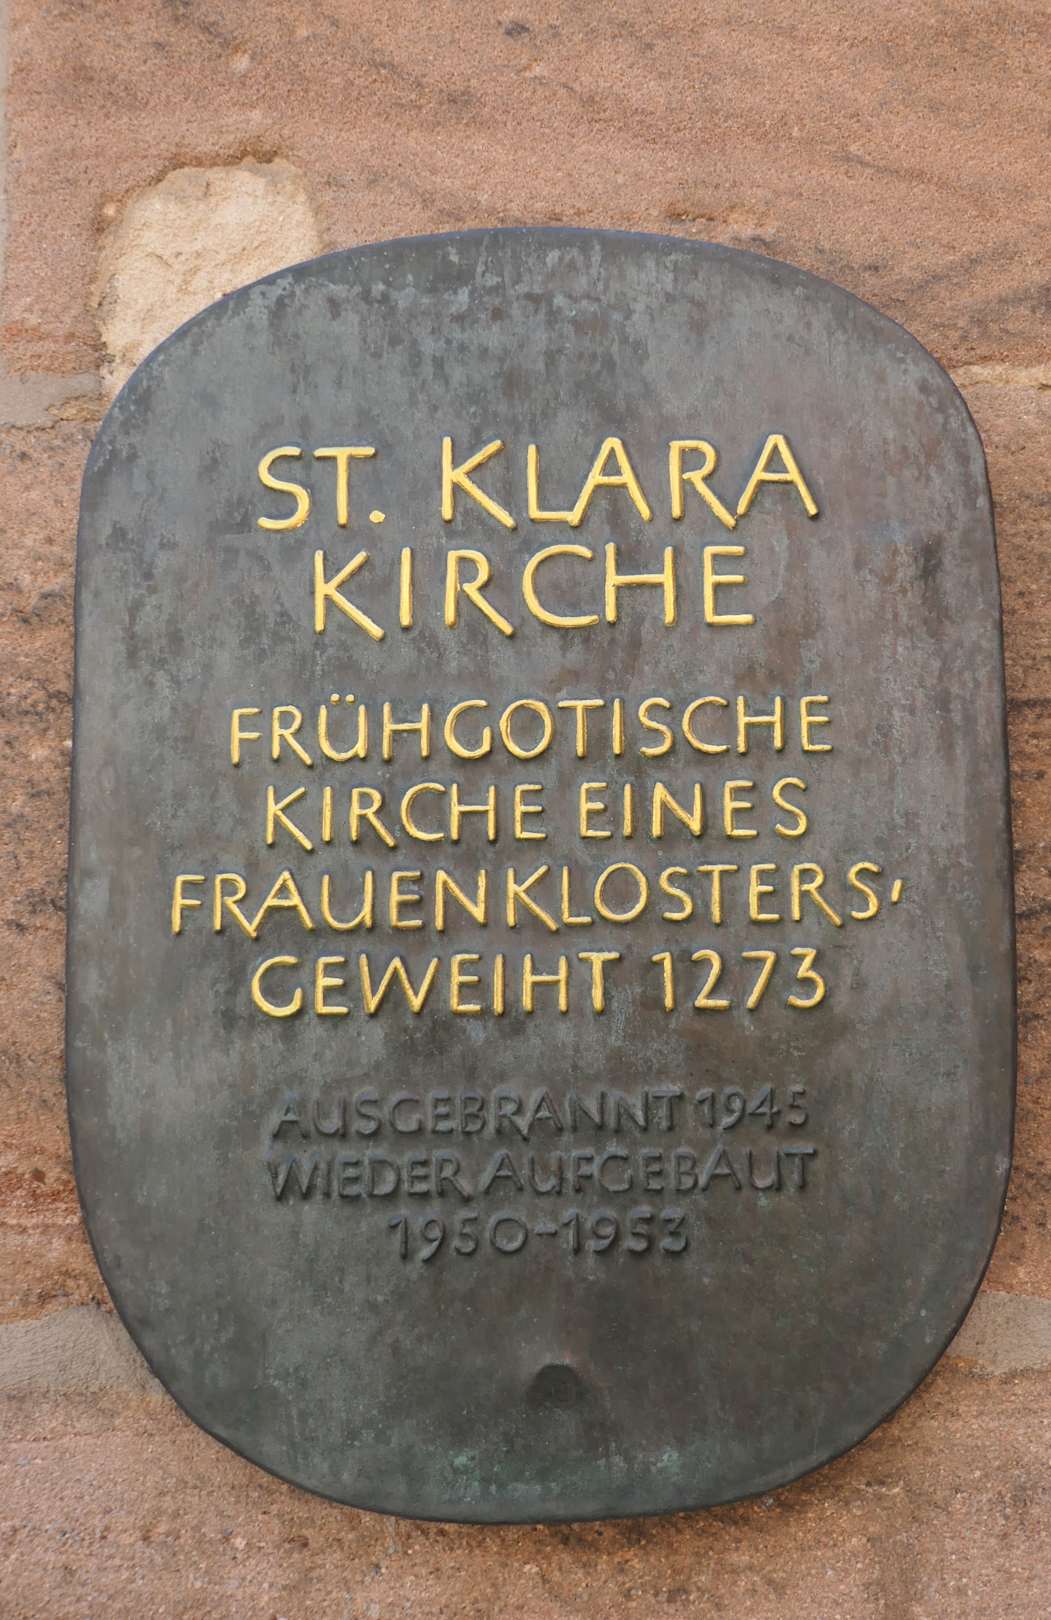 ST. KLARA
KIRCHE
FRÜHGOTISCHE
KIRCHE EINES
FRAUENKLOSTERS,
GEWEIHT 1273
AUSGEBRANNT 1945
WIEDER AUFGEBAUT
1950-1953